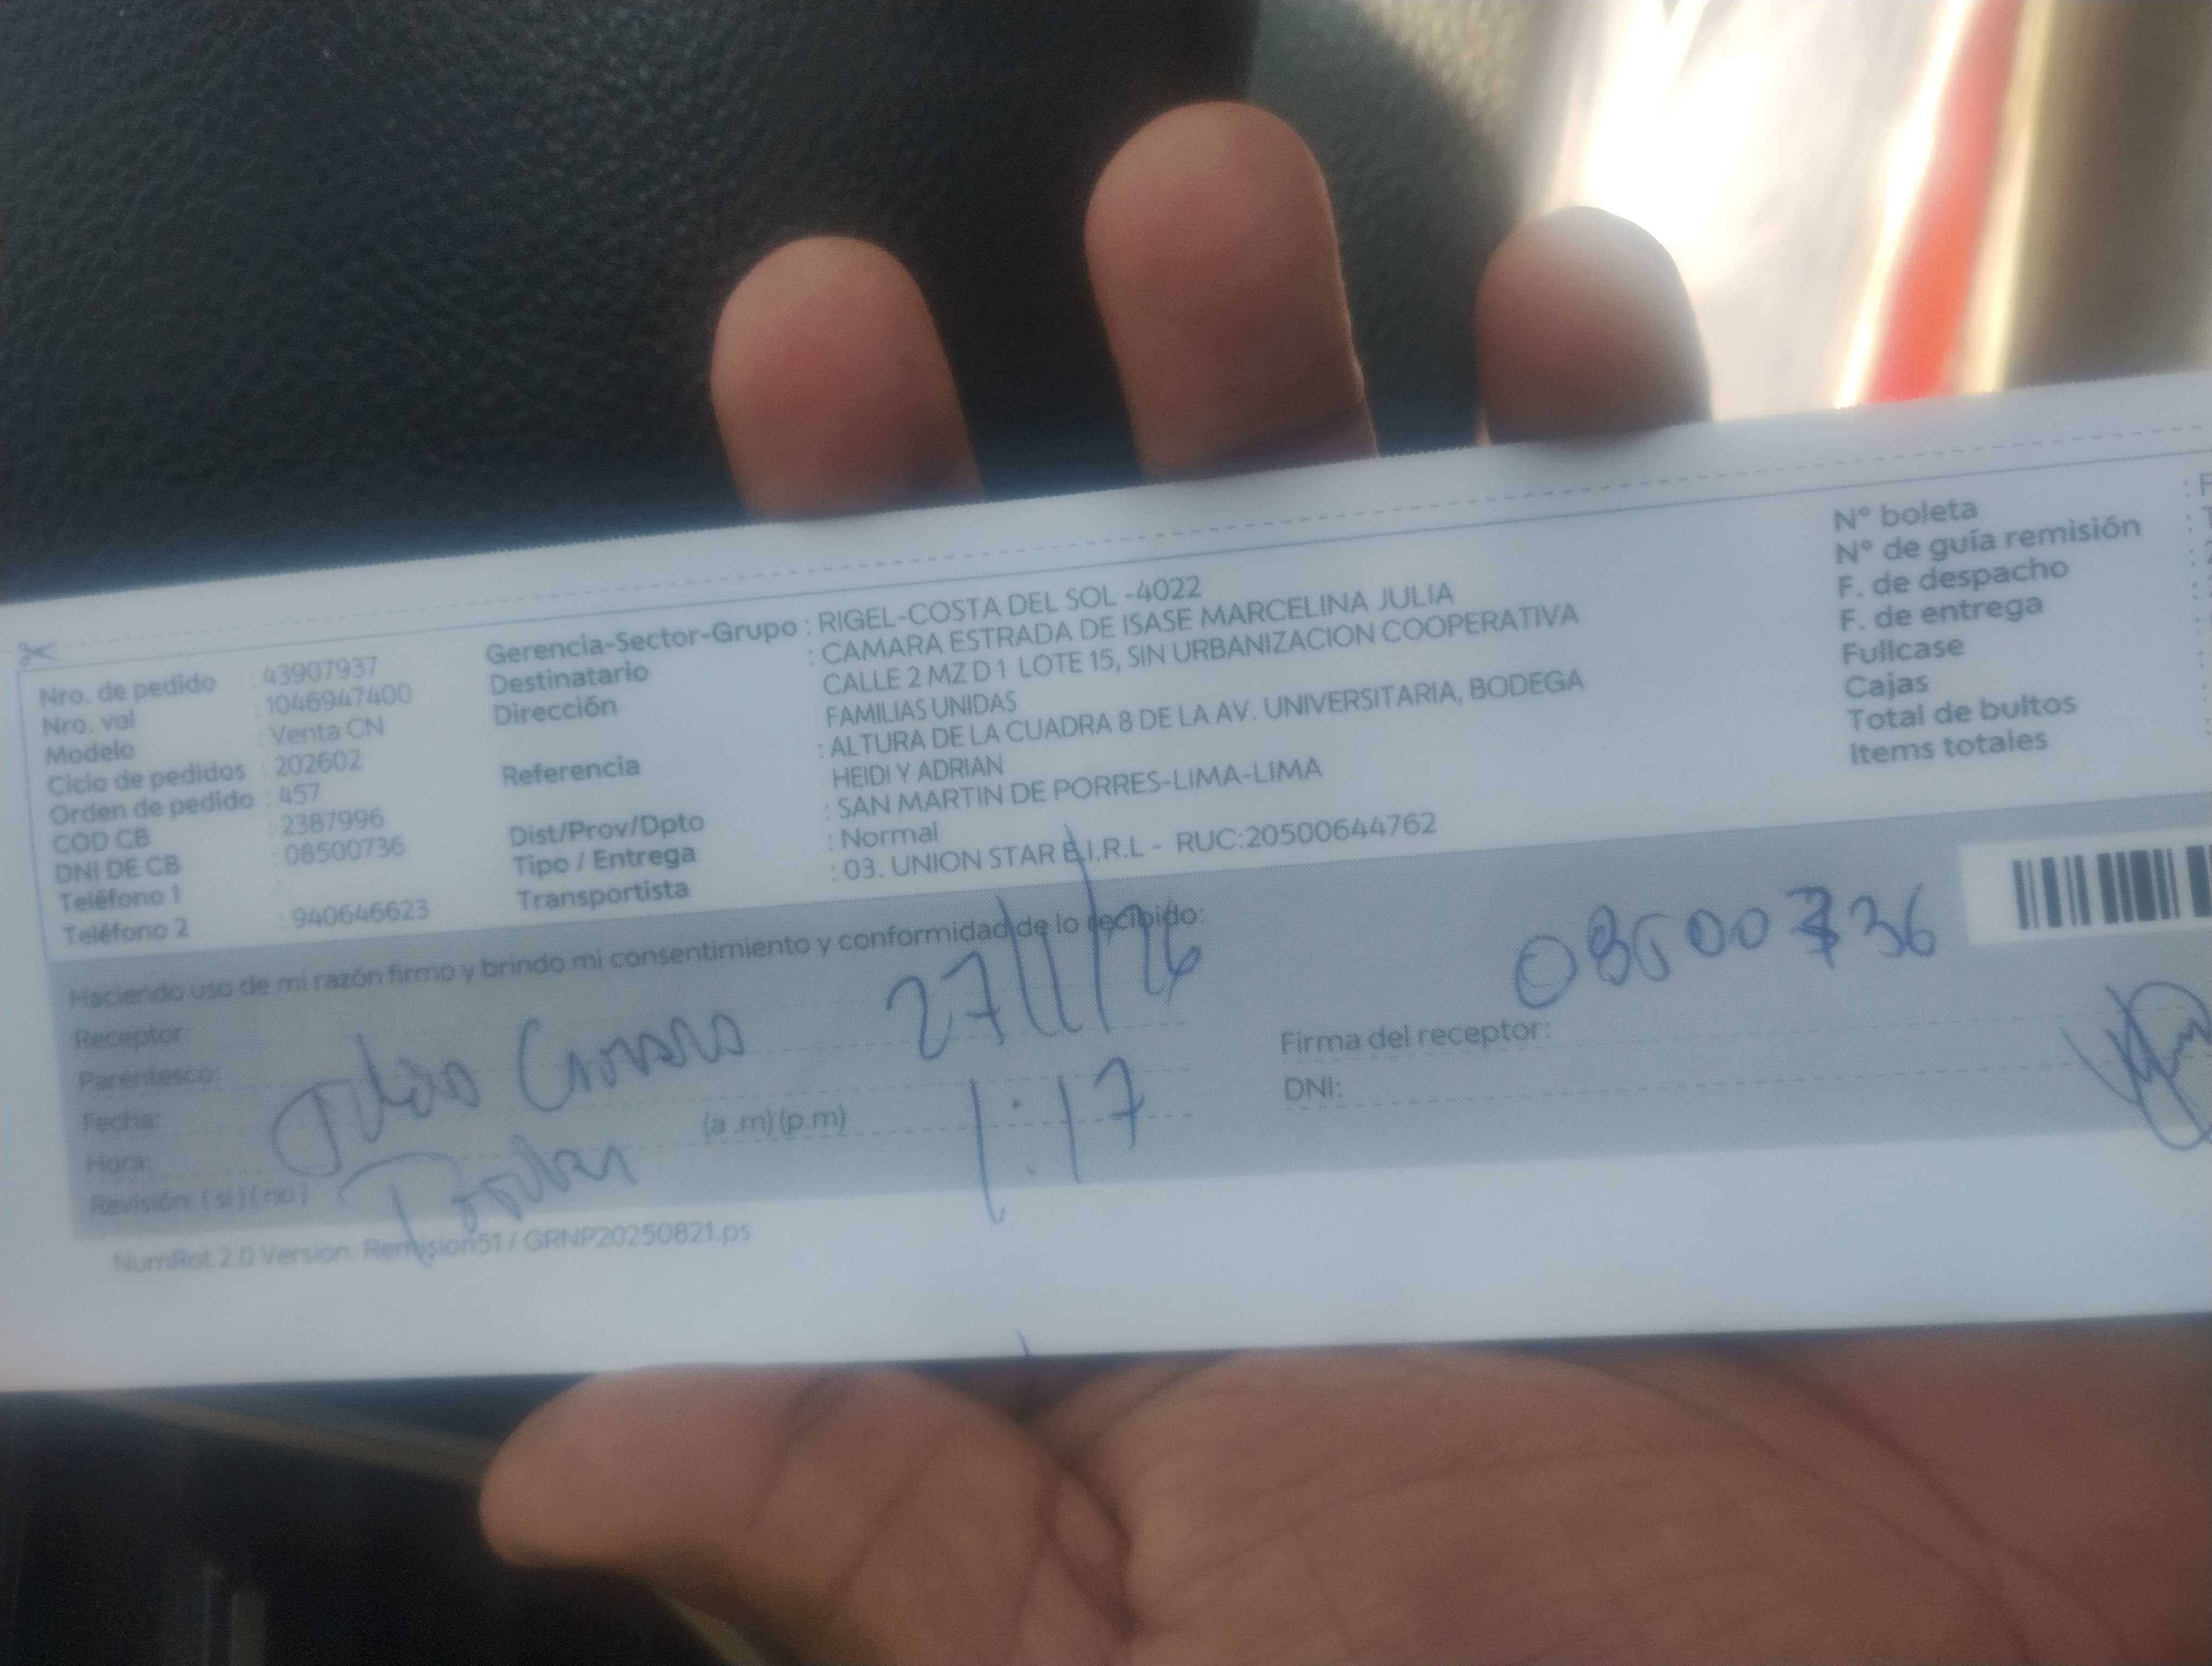 Nro. de pedido : 43907937
Nro. vol : 1046947400
Modelo : Venta CN
Ciclo de pedidos : 202602
Orden de pedido : 457
COD CB : 2387996
DNI DE CB : 08500736
Teléfono 1 :
Teléfono 2 : 940646623
Gerencia-Sector-Grupo : RIGEL-COSTA DEL SOL -4022
Destinatario : CAMARA ESTRADA DE ISASE MARCELINA JULIA
Dirección : CALLE 2 MZ D 1 LOTE 15, SIN URBANIZACION COOPERATIVA
FAMILIAS UNIDAS
Referencia : ALTURA DE LA CUADRA 8 DE LA AV. UNIVERSITARIA, BODEGA
HEIDI Y ADRIAN
Dist/Prov/Dpto : SAN MARTIN DE PORRES-LIMA-LIMA
Tipo / Entrega : Normal
Transportista : 03. UNION STAR E.I.R.L - RUC:20500644762
N° boleta : F
N° de guía remisión :
F. de despacho : 2
F. de entrega :
Fullcase :
Cajas :
Total de bultos :
Items totales :
Haciendo uso de mi razón firmo y brindo mi consentimiento y conformidad de lo recibido:
Receptor:
Parentesco:
Fecha:
Hora: (a .m) (p.m)
Revisión: ( si ) ( no )
27/1/26
1:17
08500736
Firma del receptor:
DNI:
NumRot 2.0 Version: Remision51 / GRNP20250821.ps